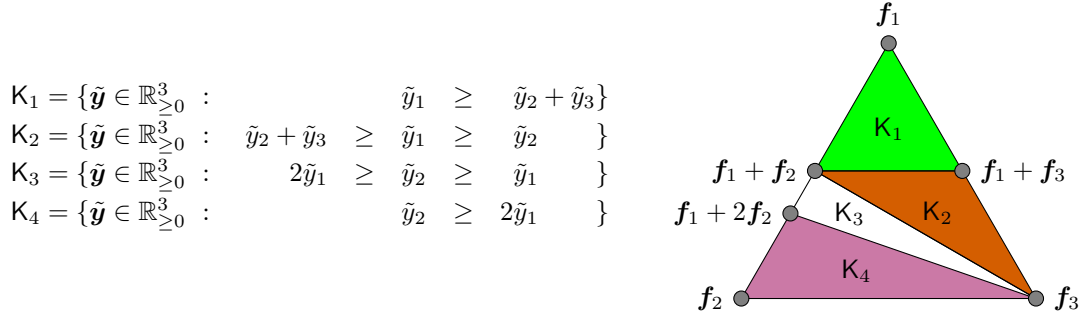 K₁ = {ỹ ∈ ℝ³≥0 : ỹ₁ ≥ ỹ₂ + ỹ₃}
K₂ = {ỹ ∈ ℝ³≥0 : ỹ₂ + ỹ₃ ≥ ỹ₁ ≥ ỹ₂ }
K₃ = {ỹ ∈ ℝ³≥0 : 2ỹ₁ ≥ ỹ₂ ≥ ỹ₁ }
K₄ = {ỹ ∈ ℝ³≥0 : ỹ₂ ≥ 2ỹ₁ }
f₁
K₁
f₁ + f₂
f₁ + f₃
f₁ + 2f₂
K₃
K₂
K₄
f₂
f₃